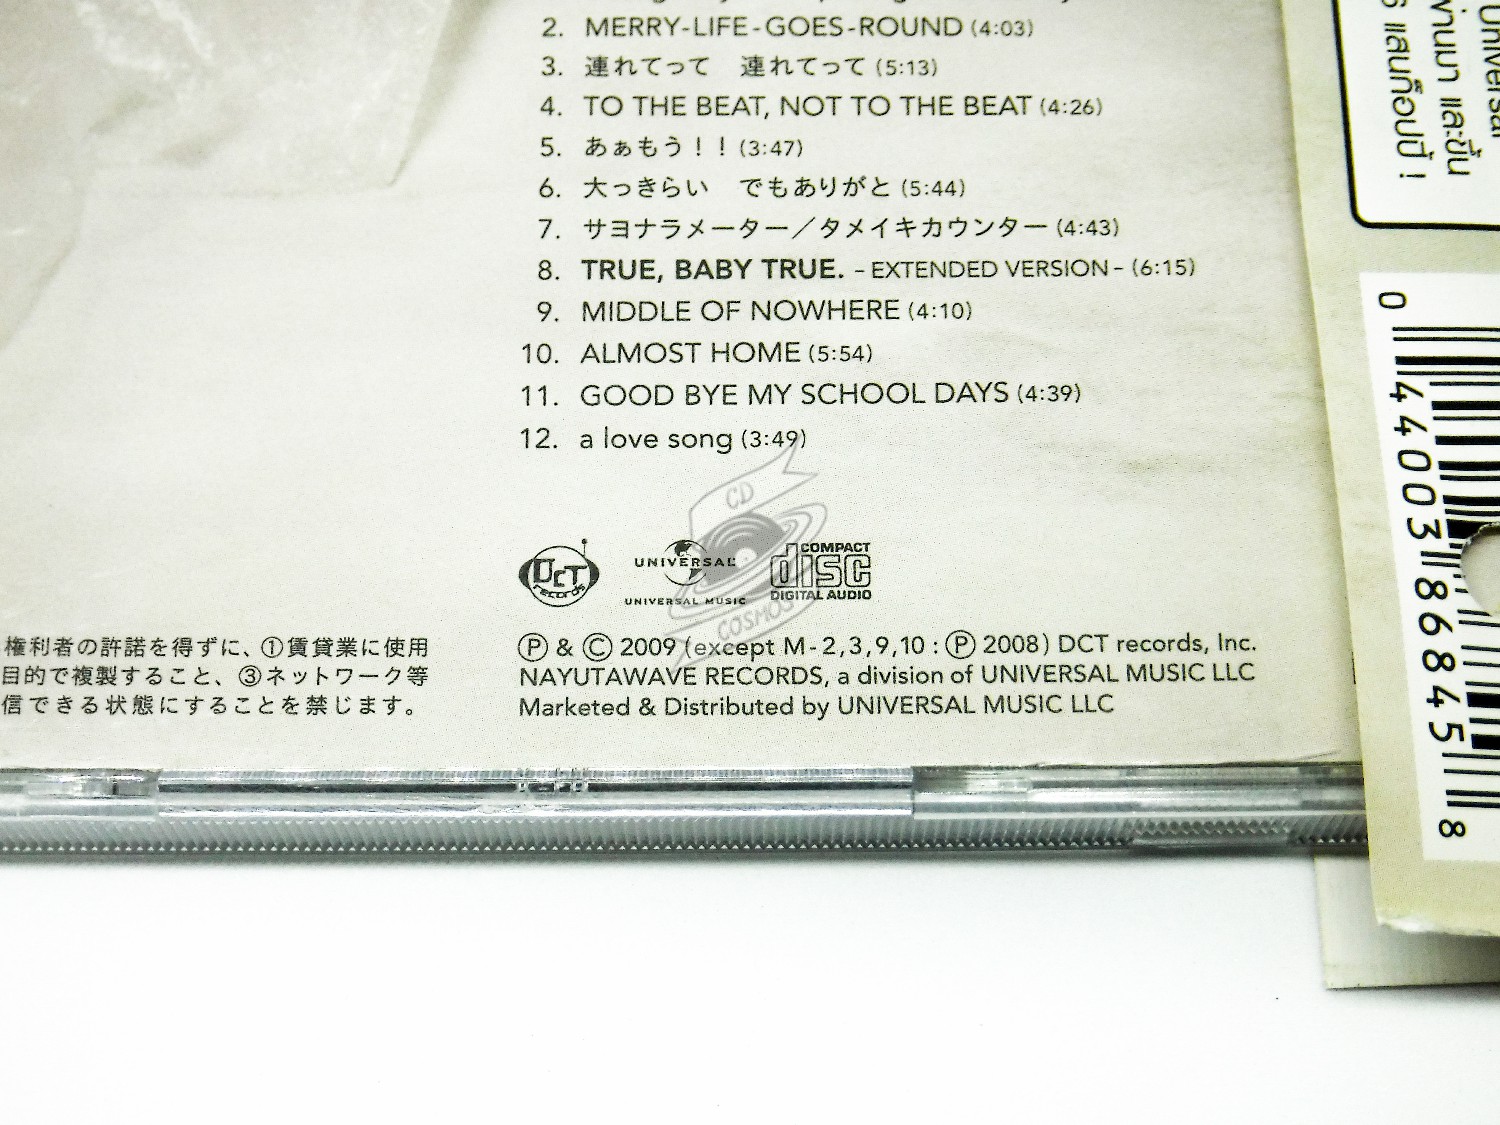 2. MERRY-LIFE-GOES-ROUND (4:03)
3. 連れてって 連れてって (5:13)
4. TO THE BEAT, NOT TO THE BEAT (4:26)
5. あぁもう！！ (3:47)
6. 大っきらい でもありがと (5:44)
7. サヨナラメーター／タメイキカウンター (4:43)
8. TRUE, BABY TRUE. - EXTENDED VERSION - (6:15)
9. MIDDLE OF NOWHERE (4:10)
10. ALMOST HOME (5:54)
11. GOOD BYE MY SCHOOL DAYS (4:39)
12. a love song (3:49)
CD
COSMOS
DCT
records
UNIVERSAL
UNIVERSAL MUSIC
COMPACT
disc
DIGITAL AUDIO
権利者の許諾を得ずに、①賃貸業に使用
目的で複製すること、③ネットワーク等
信できる状態にすることを禁じます。
Ⓟ & Ⓒ 2009 (except M-2,3,9,10 : Ⓟ 2008) DCT records, Inc.
NAYUTAWAVE RECORDS, a division of UNIVERSAL MUSIC LLC
Marketed & Distributed by UNIVERSAL MUSIC LLC
Universal
และขึ้น
แสนก็อปปี้ !
0 44003 86845 8